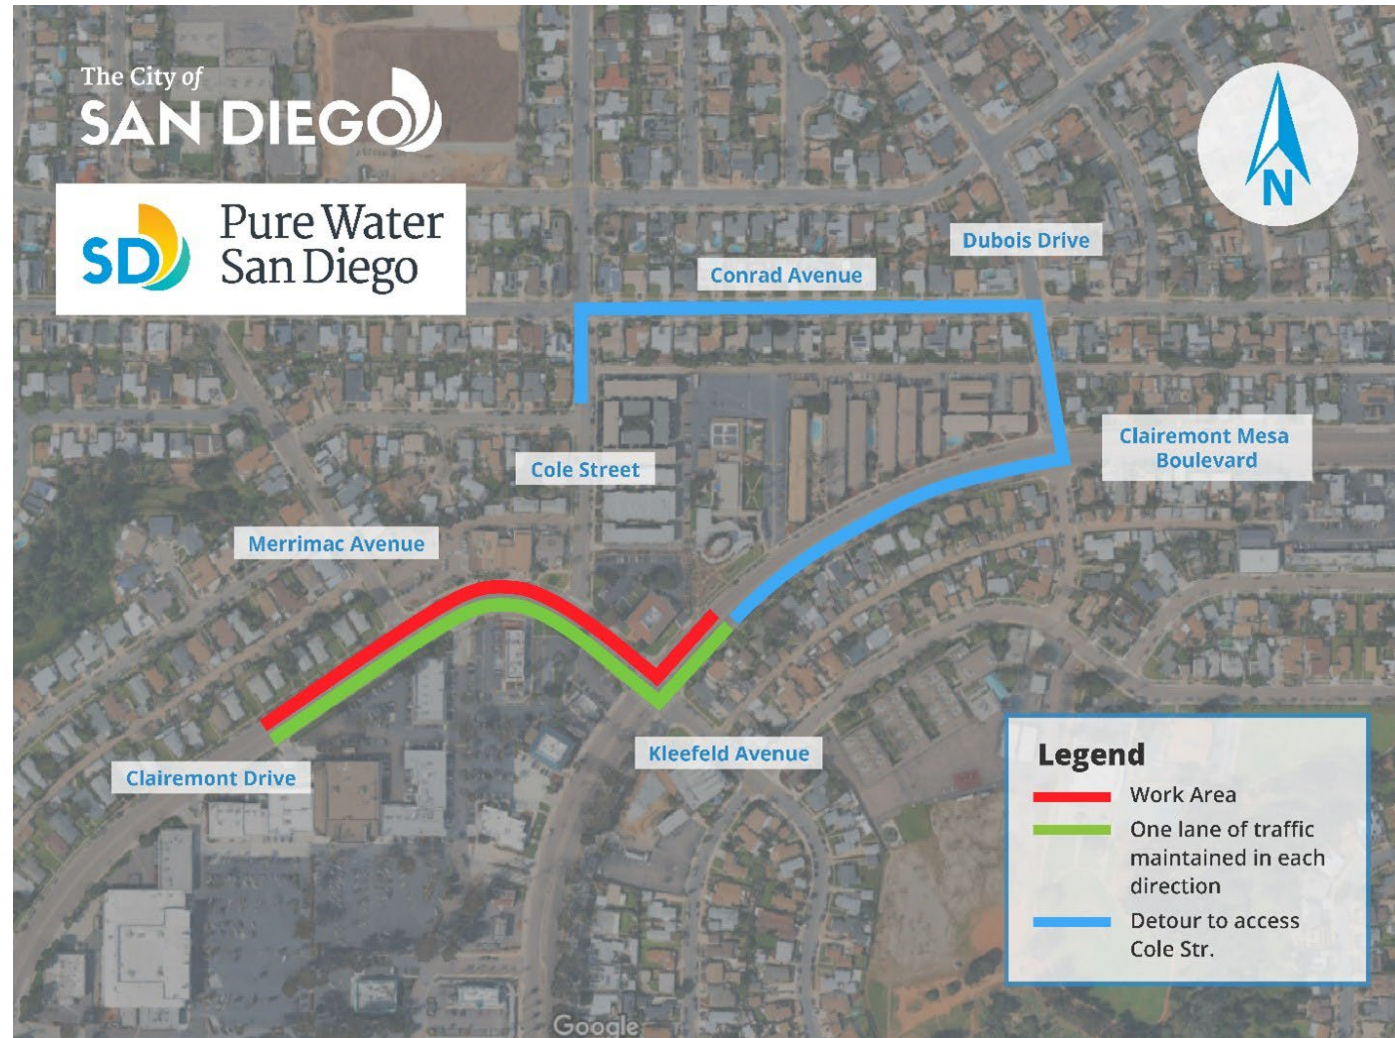 The City of
SAN DIEGO
SD
Pure Water
San Diego
N
Dubois Drive
Conrad Avenue
Clairemont Mesa
Boulevard
Cole Street
Merrimac Avenue
Kleefeld Avenue
Clairemont Drive
Legend
Work Area
One lane of traffic
maintained in each
direction
Detour to access
Cole Str.
Google